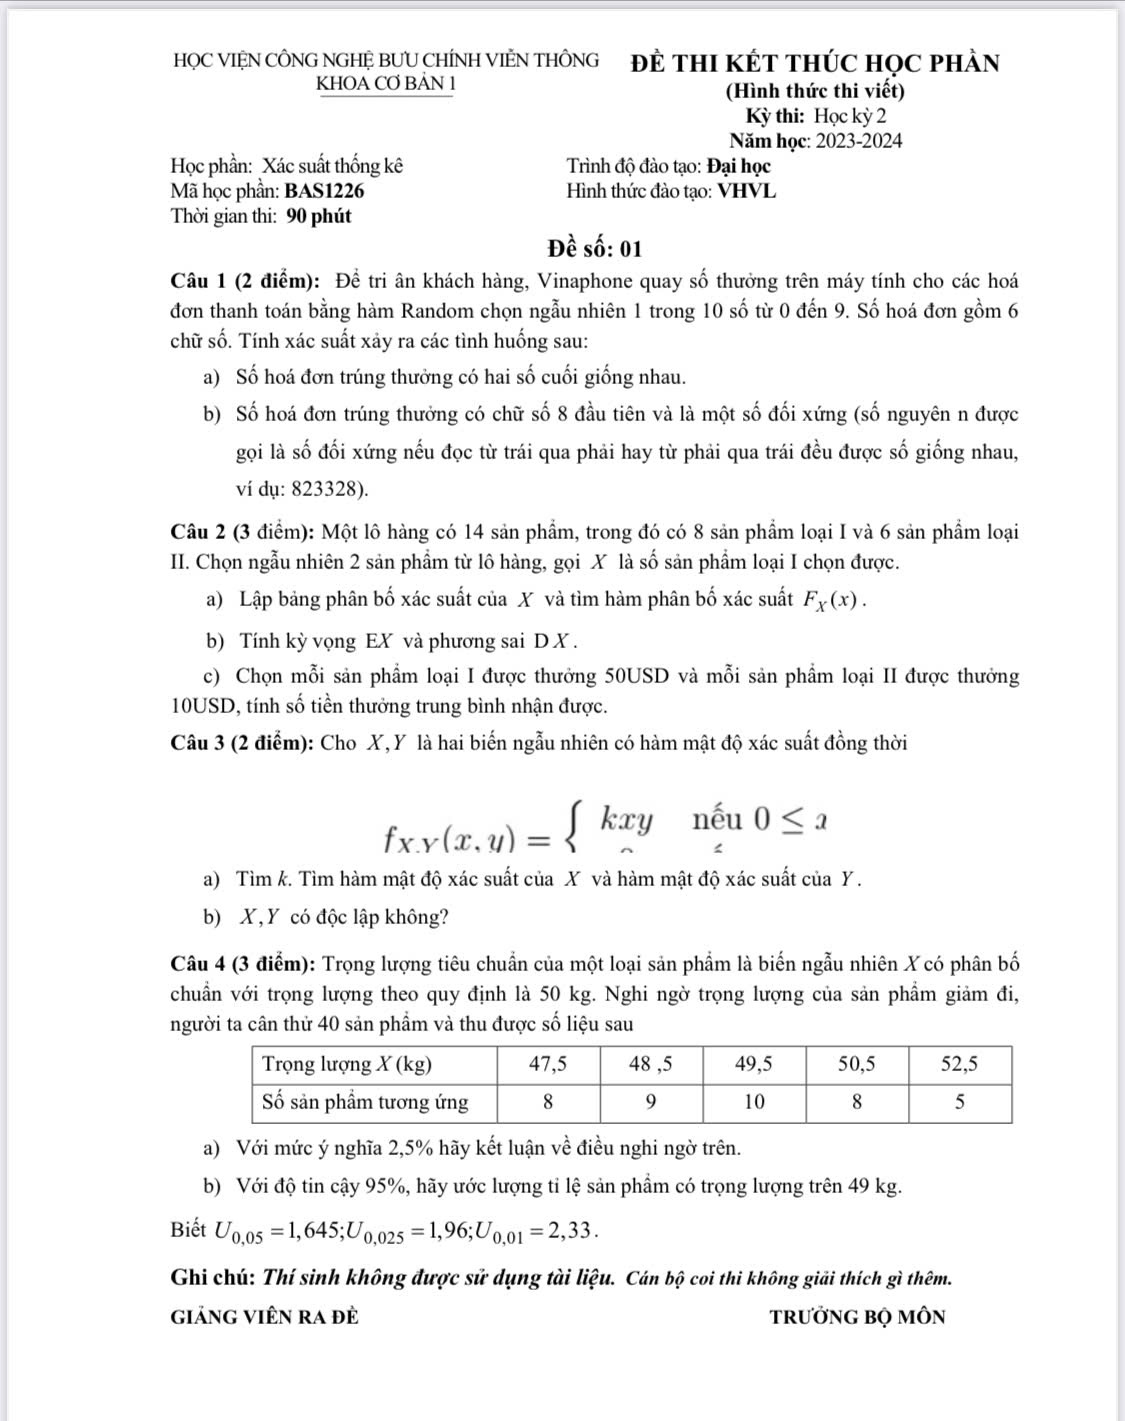 HỌC VIỆN CÔNG NGHỆ BƯU CHÍNH VIỄN THÔNG
KHOA CƠ BẢN 1
ĐỀ THI KẾT THÚC HỌC PHẦN
(Hình thức thi viết)
Kỳ thi: Học kỳ 2
Năm học: 2023-2024
Học phần: Xác suất thống kê
Trình độ đào tạo: Đại học
Mã học phần: BAS1226
Hình thức đào tạo: VHVL
Thời gian thi: 90 phút
Đề số: 01
Câu 1 (2 điểm): Để tri ân khách hàng, Vinaphone quay số thưởng trên máy tính cho các hoá
đơn thanh toán bằng hàm Random chọn ngẫu nhiên 1 trong 10 số từ 0 đến 9. Số hoá đơn gồm 6
chữ số. Tính xác suất xảy ra các tình huống sau:
a) Số hoá đơn trúng thưởng có hai số cuối giống nhau.
b) Số hoá đơn trúng thưởng có chữ số 8 đầu tiên và là một số đối xứng (số nguyên n được
gọi là số đối xứng nếu đọc từ trái qua phải hay từ phải qua trái đều được số giống nhau,
ví dụ: 823328).
Câu 2 (3 điểm): Một lô hàng có 14 sản phẩm, trong đó có 8 sản phẩm loại I và 6 sản phẩm loại
II. Chọn ngẫu nhiên 2 sản phẩm từ lô hàng, gọi X là số sản phẩm loại I chọn được.
a) Lập bảng phân bố xác suất của X và tìm hàm phân bố xác suất F_X(x).
b) Tính kỳ vọng EX và phương sai DX.
c) Chọn mỗi sản phẩm loại I được thưởng 50USD và mỗi sản phẩm loại II được thưởng
10USD, tính số tiền thưởng trung bình nhận được.
Câu 3 (2 điểm): Cho X,Y là hai biến ngẫu nhiên có hàm mật độ xác suất đồng thời
f_{X,Y}(x, y) = { kxy nếu 0 ≤
a) Tìm k. Tìm hàm mật độ xác suất của X và hàm mật độ xác suất của Y.
b) X,Y có độc lập không?
Câu 4 (3 điểm): Trọng lượng tiêu chuẩn của một loại sản phẩm là biến ngẫu nhiên X có phân bố
chuẩn với trọng lượng theo quy định là 50 kg. Nghi ngờ trọng lượng của sản phẩm giảm đi,
người ta cân thử 40 sản phẩm và thu được số liệu sau
Trọng lượng X (kg) 47,5 48 ,5 49,5 50,5 52,5
Số sản phẩm tương ứng 8 9 10 8 5
a) Với mức ý nghĩa 2,5% hãy kết luận về điều nghi ngờ trên.
b) Với độ tin cậy 95%, hãy ước lượng tỉ lệ sản phẩm có trọng lượng trên 49 kg.
Biết U_{0,05} = 1,645; U_{0,025} = 1,96; U_{0,01} = 2,33.
Ghi chú: Thí sinh không được sử dụng tài liệu. Cán bộ coi thi không giải thích gì thêm.
GIẢNG VIÊN RA ĐỀ
TRƯỞNG BỘ MÔN